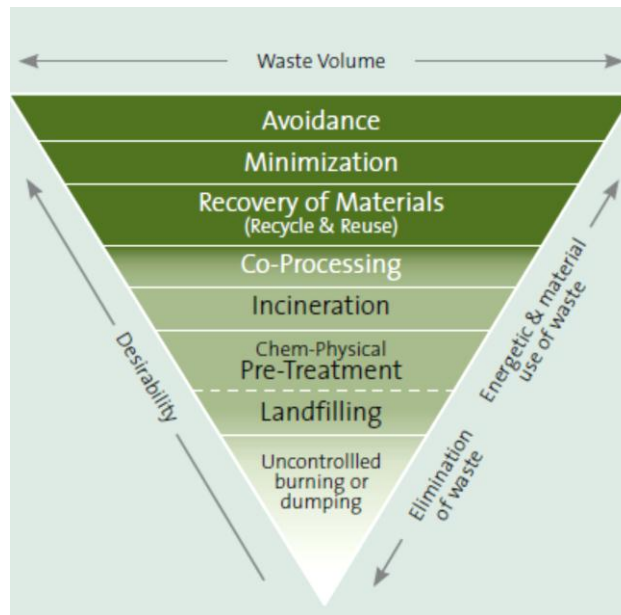 Waste Volume
Avoidance
Minimization
Recovery of Materials
(Recycle & Reuse)
Co-Processing
Incineration
Chem-Physical
Pre-Treatment
Landfilling
Uncontrollled
burning or
dumping
Desirability
Energetic & material
use of waste
Elimination
of waste